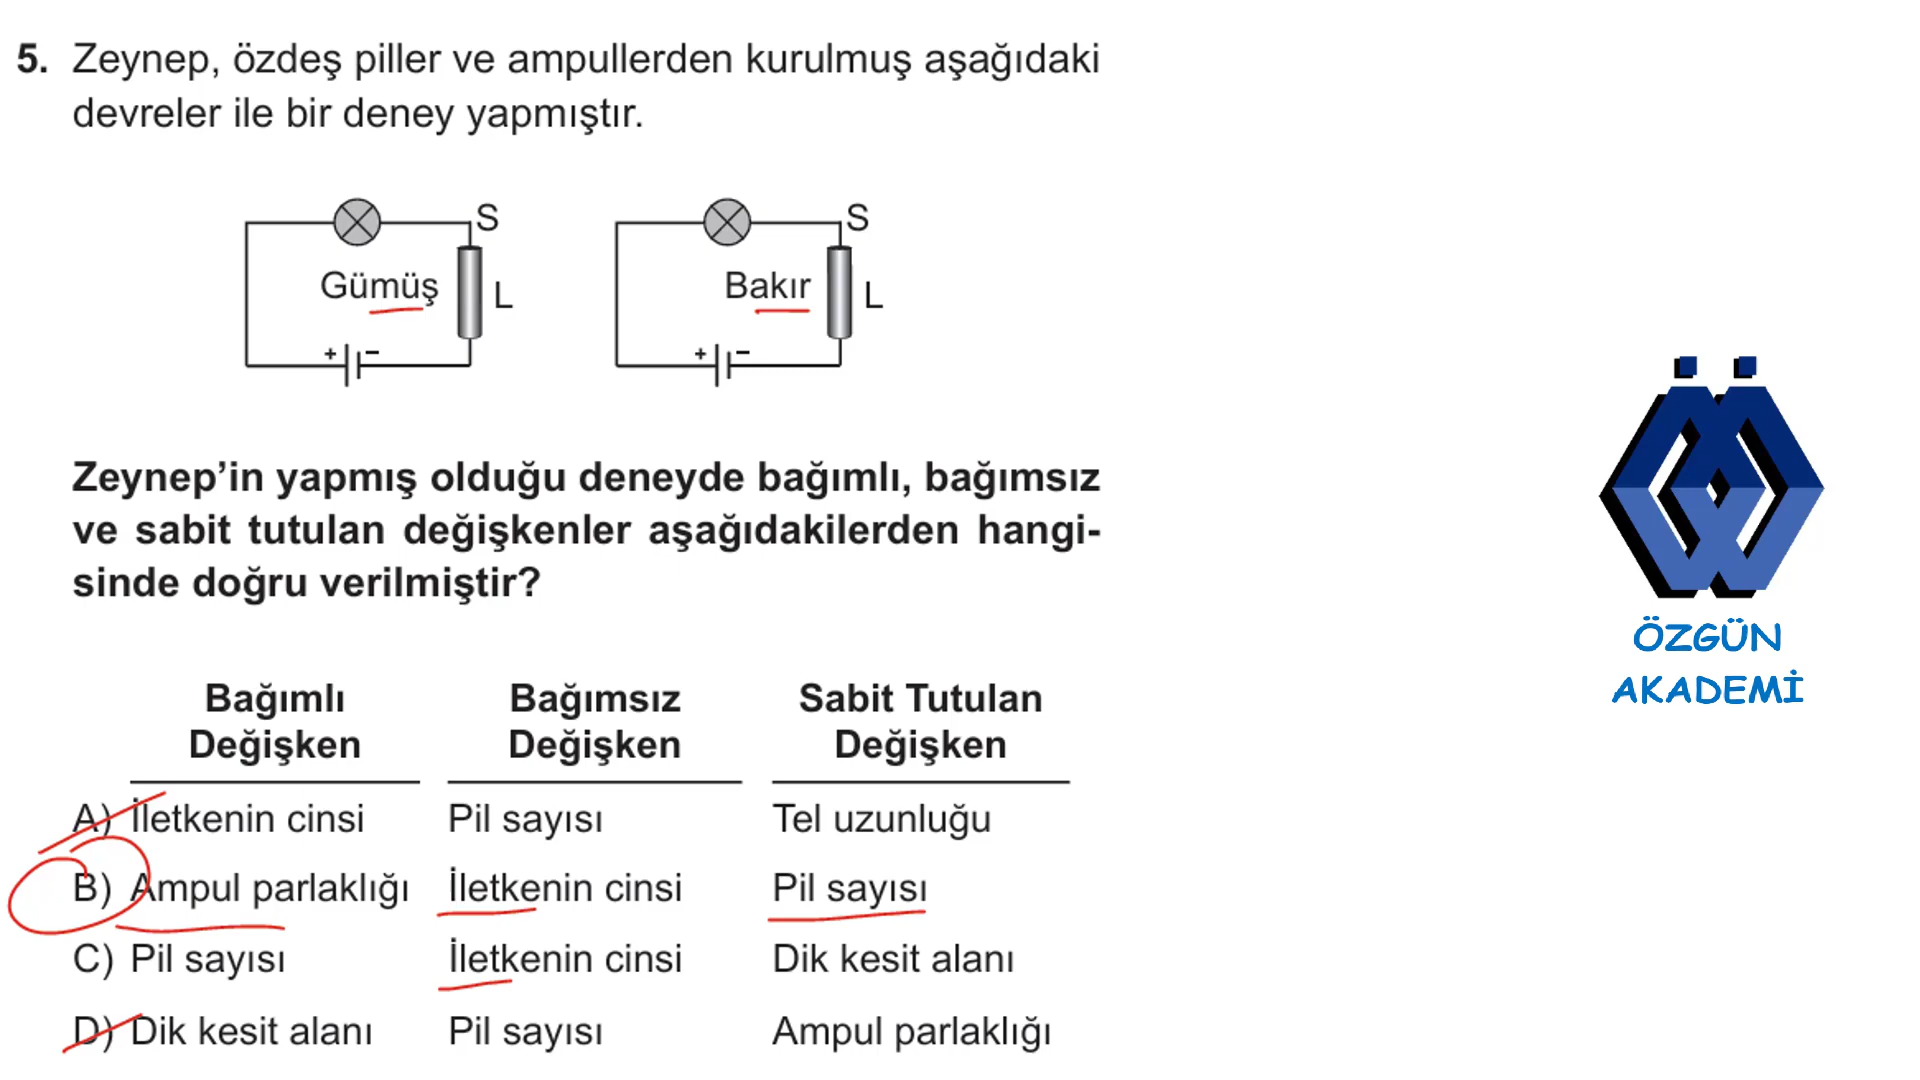 5. Zeynep, özdeş piller ve ampullerden kurulmuş aşağıdaki
devreler ile bir deney yapmıştır.
S
Gümüş
L
+ −
S
Bakır
L
+ −
Zeynep’in yapmış olduğu deneyde bağımlı, bağımsız
ve sabit tutulan değişkenler aşağıdakilerden hangi-
sinde doğru verilmiştir?
Bağımlı Değişken
Bağımsız Değişken
Sabit Tutulan Değişken
A) İletkenin cinsi Pil sayısı Tel uzunluğu
B) Ampul parlaklığı İletkenin cinsi Pil sayısı
C) Pil sayısı İletkenin cinsi Dik kesit alanı
D) Dik kesit alanı Pil sayısı Ampul parlaklığı
ÖZGÜN
AKADEMİ